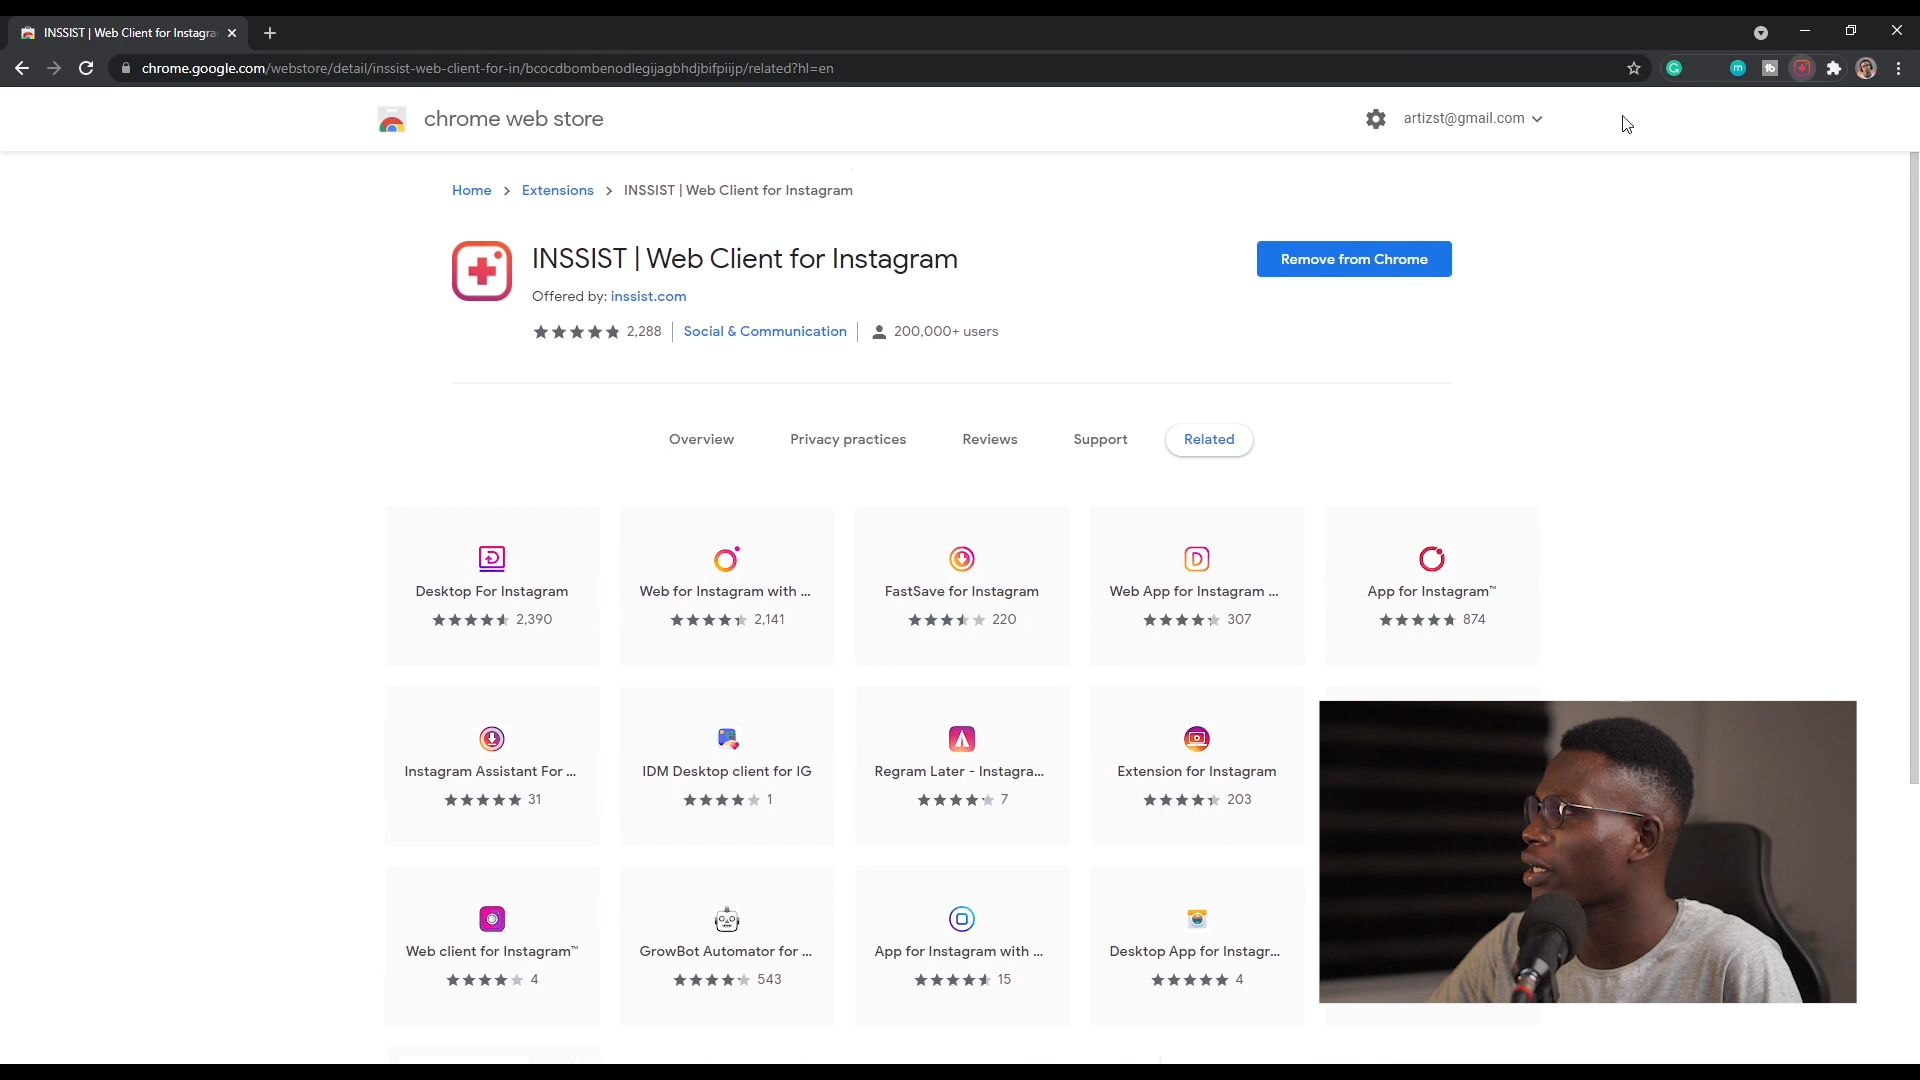 INSSIST | Web Client for Instagra
chrome.google.com/webstore/detail/inssist-web-client-for-in/bcocdbombenodlegijagbhdjbifpiijp/related?hl=en
chrome web store
artizst@gmail.com
Home > Extensions > INSSIST | Web Client for Instagram
INSSIST | Web Client for Instagram
Remove from Chrome
Offered by: inssist.com
2,288 | Social & Communication | 200,000+ users
Overview Privacy practices Reviews Support Related
Desktop For Instagram
2,390
Web for Instagram with ...
2,141
FastSave for Instagram
220
Web App for Instagram ...
307
App for Instagram™
874
Instagram Assistant For ...
31
IDM Desktop client for IG
1
Regram Later - Instagra...
7
Extension for Instagram
203
Web client for Instagram™
4
GrowBot Automator for ...
543
App for Instagram with ...
15
Desktop App for Instagr...
4